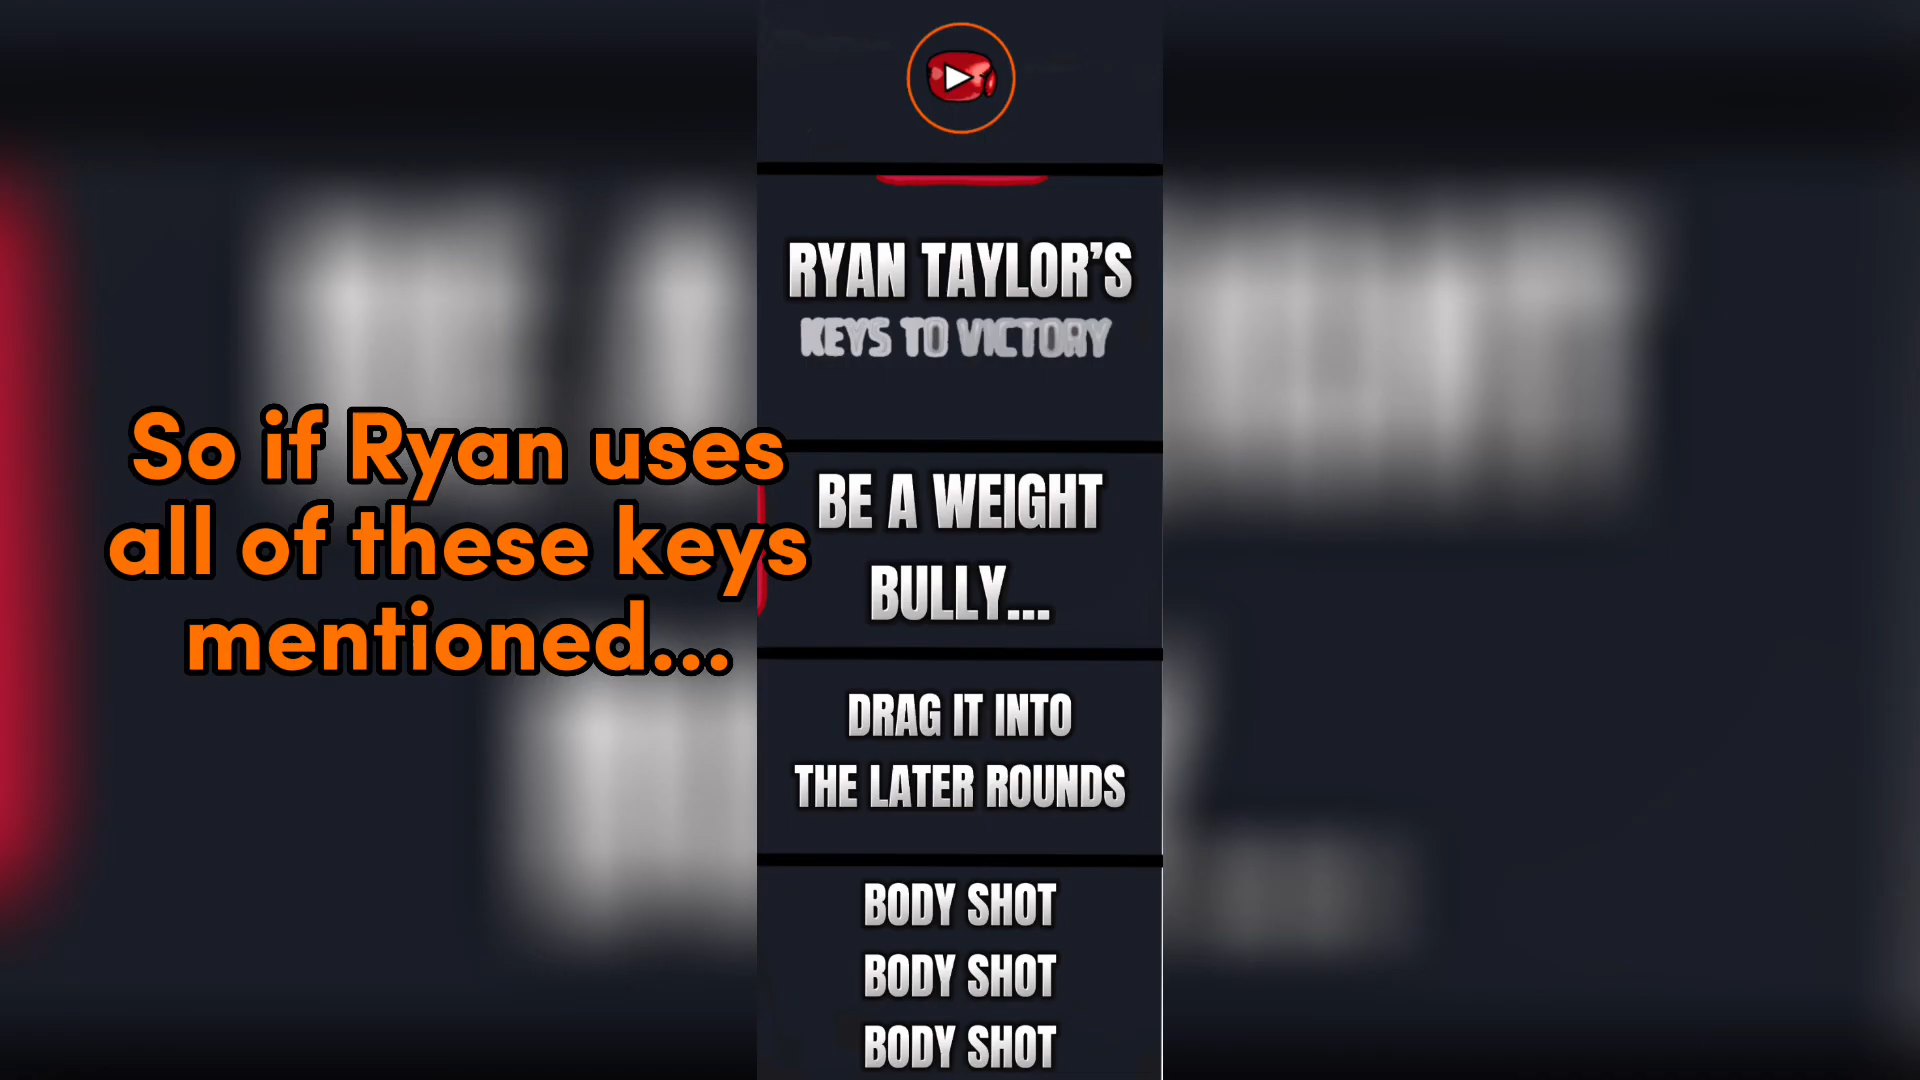 RYAN TAYLOR'S
KEYS TO VICTORY
So if Ryan uses
all of these keys
mentioned...
BE A WEIGHT
BULLY...
DRAG IT INTO
THE LATER ROUNDS
BODY SHOT
BODY SHOT
BODY SHOT